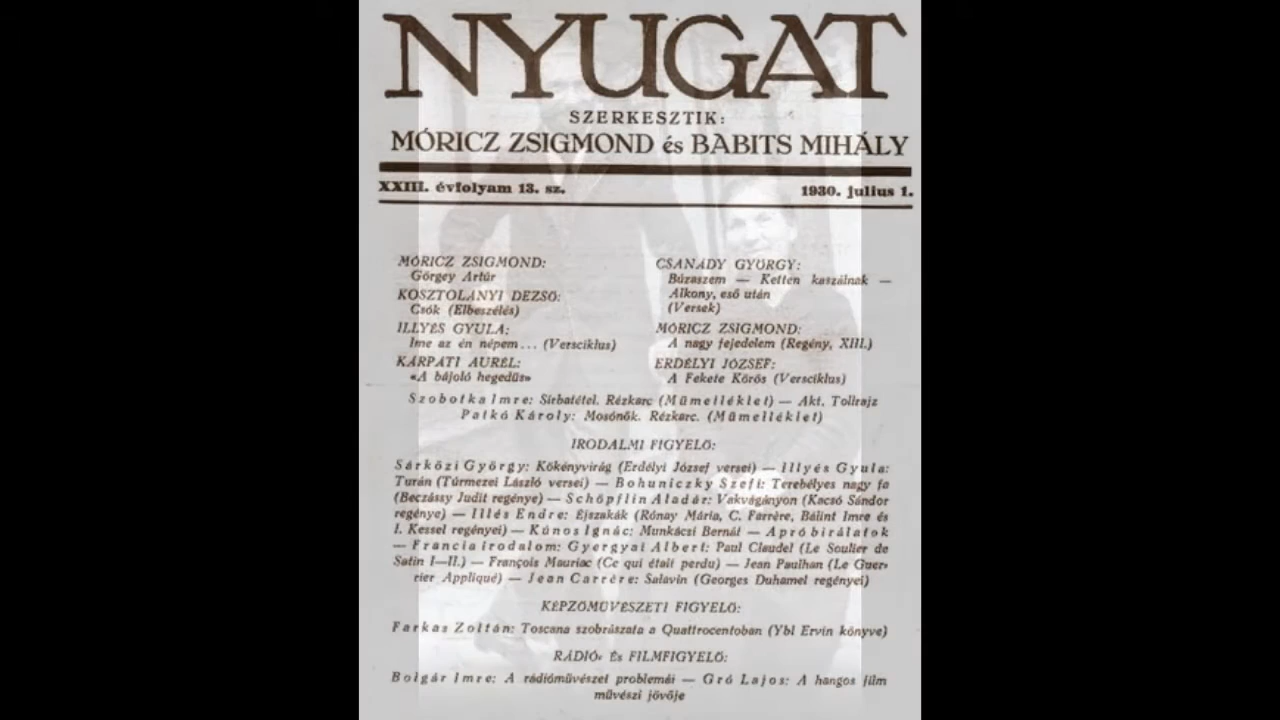 NYUGAT
SZERKESZTIK:
MÓRICZ ZSIGMOND és BABITS MIHÁLY
XXIII. évfolyam 13. sz.
1930. julius 1.
MÓRICZ ZSIGMOND:
Görgey Artúr
KOSZTOLÁNYI DEZSŐ:
Csók (Elbeszélés)
ILLYÉS GYULA:
Ime az én népem... (Versciklus)
KÁRPÁTI AURÉL:
«A bájoló hegedüs»
CSANÁDY GYÖRGY:
Búzaszem — Ketten kaszálnak —
Alkony, eső után
(Versek)
MÓRICZ ZSIGMOND:
A nagy fejedelem (Regény, XIII.)
ERDÉLYI JÓZSEF:
A Fekete Körös (Versciklus)
Szobotka Imre: Sirbatétel. Rézkarc (Mümelléklet) — Akt. Tollrajz
Patkó Károly: Mosónők. Rézkarc. (Mümelléklet)
IRODALMI FIGYELŐ:
Sárközi György: Kökényvirág (Erdélyi József versei) — Illyés Gyula:
Turán (Túrmezei László versei) — Bohuniczky Szefi: Terebélyes nagy fa
(Beczássy Judit regénye) — Schöpflin Aladár: Vakvágányon (Kacsó Sándor
regénye) — Illés Endre: Éjszakák (Rónay Mária, C. Farrère, Bálint Imre és
I. Kessel regényei) — Kúnos Ignác: Munkáczi Bernát — Apró birálatok
— Francia irodalom: Gyergyai Albert: Paul Claudel (Le Soulier de
Satin I—II.) — François Mauriac (Ce qui était perdu) — Jean Paulhan (Le Guer-
rier Appliqué) — Jean Carrère: Salavin (Georges Duhamel regényei)
KÉPZŐMŰVÉSZETI FIGYELŐ:
Farkas Zoltán: Toscana szobrászata a Quattrocentoban (Ybl Ervin könyve)
RÁDIÓ- ÉS FILMFIGYELŐ:
Bolgár Imre: A rádióművészet problémái — Gró Lajos: A hangos film
művészi jövője